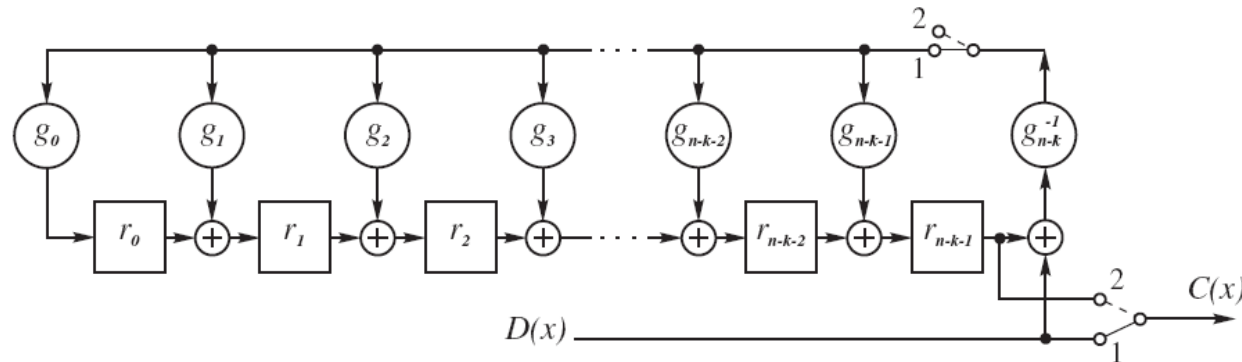 2
1
g₀ g₁ g₂ g₃ gₙ₋ₖ₋₂ gₙ₋ₖ₋₁ g⁻¹ₙ₋ₖ
r₀ r₁ r₂ rₙ₋ₖ₋₂ rₙ₋ₖ₋₁
2 C(x)
D(x)
1